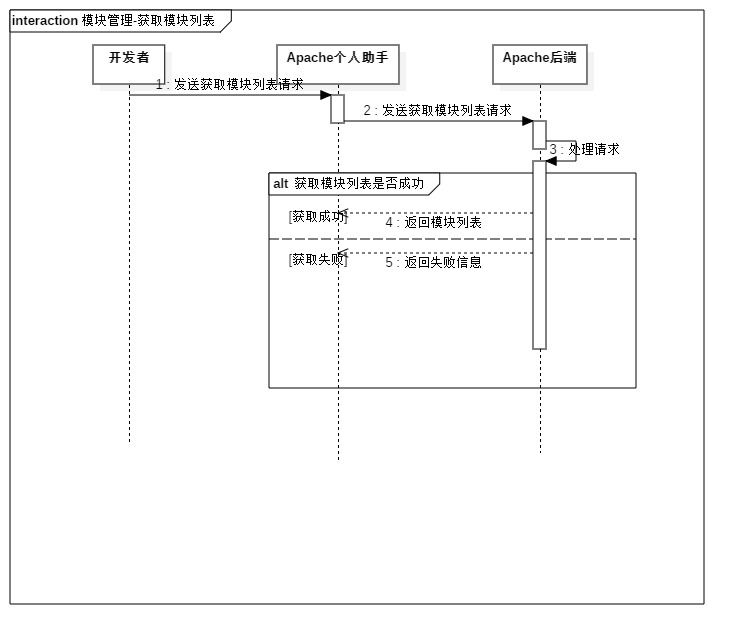 interaction 模块管理-获取模块列表
开发者
Apache个人助手
Apache后端
1 : 发送获取模块列表请求
2 : 发送获取模块列表请求
3 : 处理请求
alt 获取模块列表是否成功
[获取成功]
4 : 返回模块列表
[获取失败]
5 : 返回失败信息